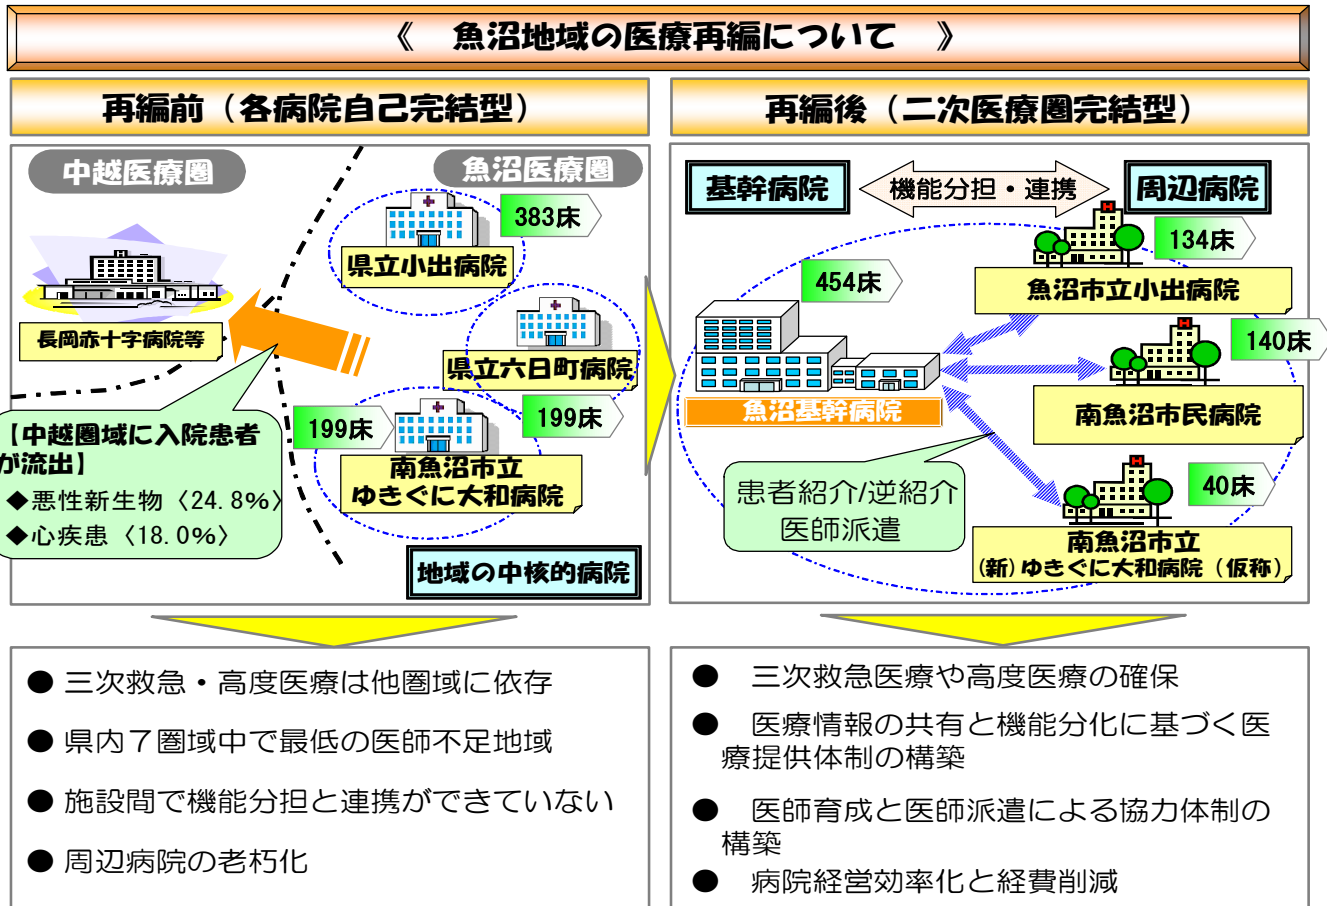 《 魚沼地域の医療再編について 》
再編前（各病院自己完結型）
中越医療圏
魚沼医療圏
383床
県立小出病院
長岡赤十字病院等
県立六日町病院
199床
199床
南魚沼市立
ゆきぐに大和病院
【中越圏域に入院患者
が流出】
◆悪性新生物〈24.8%〉
◆心疾患〈18.0%〉
地域の中核的病院
● 三次救急・高度医療は他圏域に依存
● 県内７圏域中で最低の医師不足地域
● 施設間で機能分担と連携ができていない
● 周辺病院の老朽化
再編後（二次医療圏完結型）
基幹病院
機能分担・連携
周辺病院
134床
454床
魚沼市立小出病院
140床
魚沼基幹病院
南魚沼市民病院
患者紹介/逆紹介
医師派遣
40床
南魚沼市立
(新)ゆきぐに大和病院（仮称）
● 三次救急医療や高度医療の確保
● 医療情報の共有と機能分化に基づく医
療提供体制の構築
● 医師育成と医師派遣による協力体制の
構築
● 病院経営効率化と経費削減